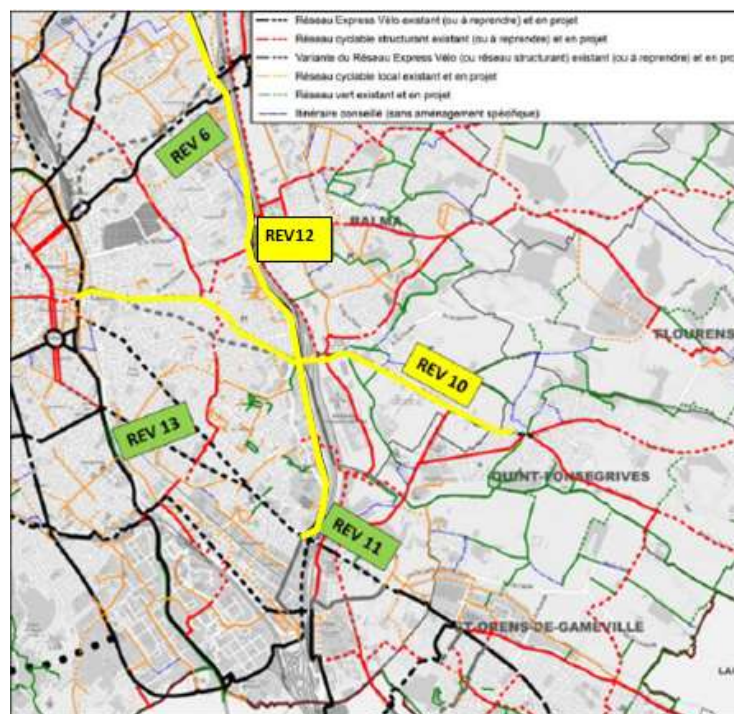 Réseau Express Vélo existant (ou à reprendre) et en projet
Réseau cyclable structurant existant (ou à reprendre) et en projet
Variante du Réseau Express Vélo (ou réseau structurant) existant (ou à reprendre) et en pro
Réseau cyclable local existant et en projet
Réseau vert existant et en projet
Itinéraire conseillé (sans aménagement spécifique)
REV 6
BALMA
REV12
FLOURENS
REV 10
REV 13
QUINT-FONSEGRIVES
REV 11
ST-ORENS-DE-GAMEVILLE